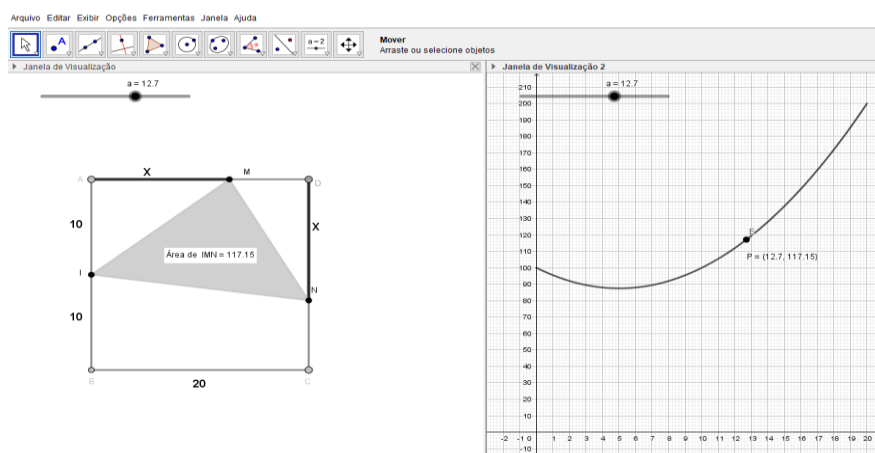 Arquivo Editar Exibir Opções Ferramentas Janela Ajuda
A
a=2
Mover
Arraste ou selecione objetos
Janela de Visualização
Janela de Visualização 2
a = 12.7
A
X
M
D
10
X
I
Área de IMN = 117.15
N
10
B
20
C
a = 12.7
210
200
190
180
170
160
150
140
130
120
110
100
90
80
70
60
50
40
30
20
10
-2 -1 0 1 2 3 4 5 6 7 8 9 10 11 12 13 14 15 16 17 18 19 20
-10
P = (12.7, 117.15)